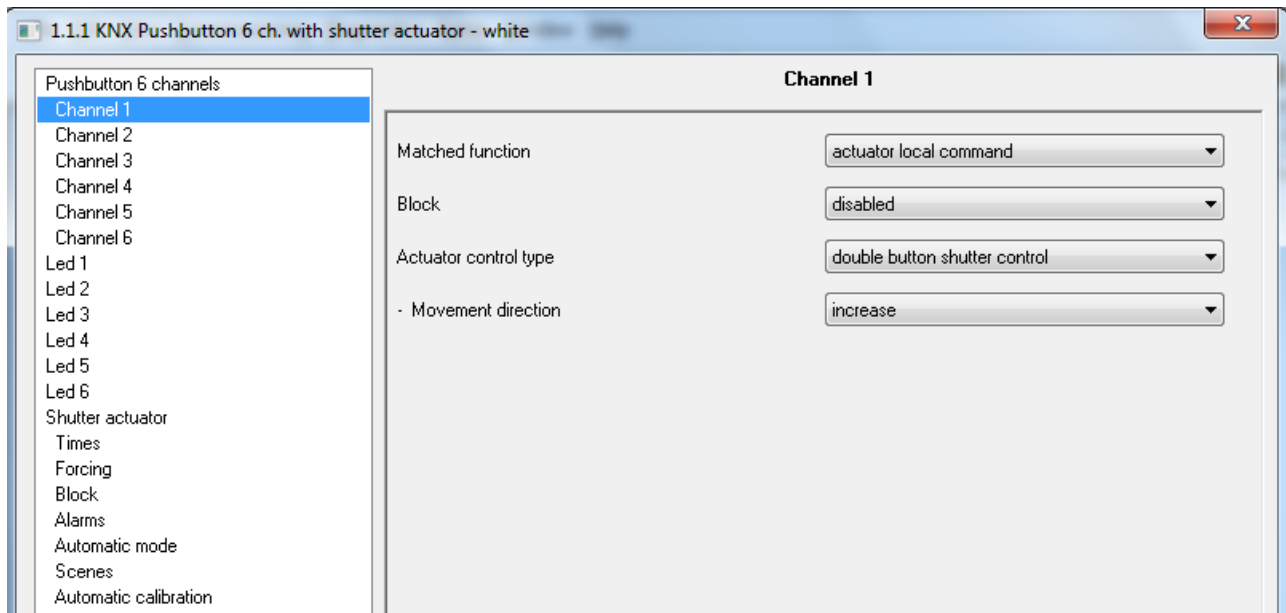 1.1.1 KNX Pushbutton 6 ch. with shutter actuator - white
Pushbutton 6 channels
Channel 1
Channel 2
Channel 3
Channel 4
Channel 5
Channel 6
Led 1
Led 2
Led 3
Led 4
Led 5
Led 6
Shutter actuator
Times
Forcing
Block
Alarms
Automatic mode
Scenes
Automatic calibration
Channel 1
Matched function
actuator local command
Block
disabled
Actuator control type
double button shutter control
- Movement direction
increase